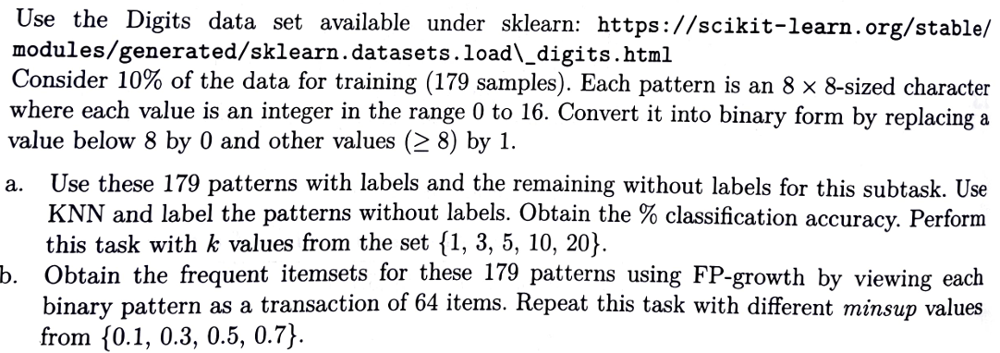 Use the Digits data set available under sklearn: https://scikit-learn.org/stable/
modules/generated/sklearn.datasets.load\_digits.html
Consider 10% of the data for training (179 samples). Each pattern is an 8 × 8-sized character
where each value is an integer in the range 0 to 16. Convert it into binary form by replacing a
value below 8 by 0 and other values (≥ 8) by 1.
a. Use these 179 patterns with labels and the remaining without labels for this subtask. Use
KNN and label the patterns without labels. Obtain the % classification accuracy. Perform
this task with k values from the set {1, 3, 5, 10, 20}.
b. Obtain the frequent itemsets for these 179 patterns using FP-growth by viewing each
binary pattern as a transaction of 64 items. Repeat this task with different minsup values
from {0.1, 0.3, 0.5, 0.7}.